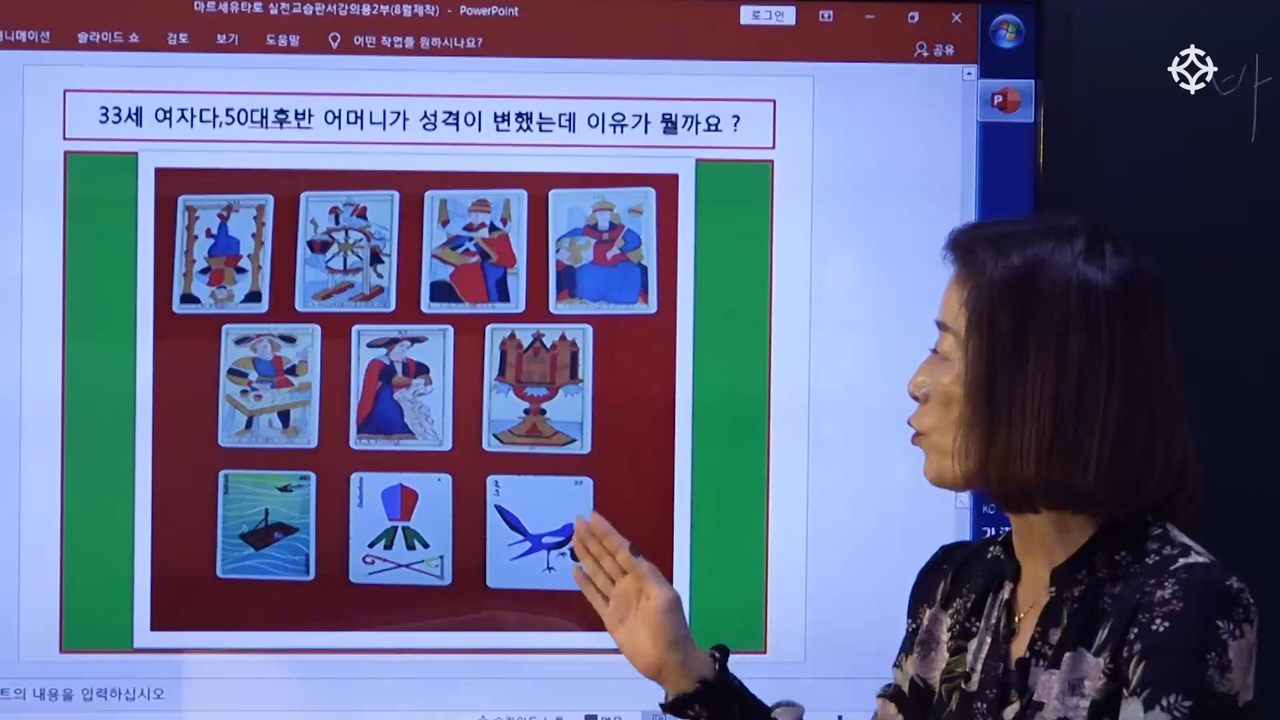 마르세유타로 실전교습판서강의용2부(8월제작) - PowerPoint
로그인
애니메이션 슬라이드 쇼 검토 보기 도움말 어떤 작업을 원하시나요?
공유
33세 여자다,50대후반 어머니가 성격이 변했는데 이유가 뭘까요 ?
트의 내용을 입력하십시오